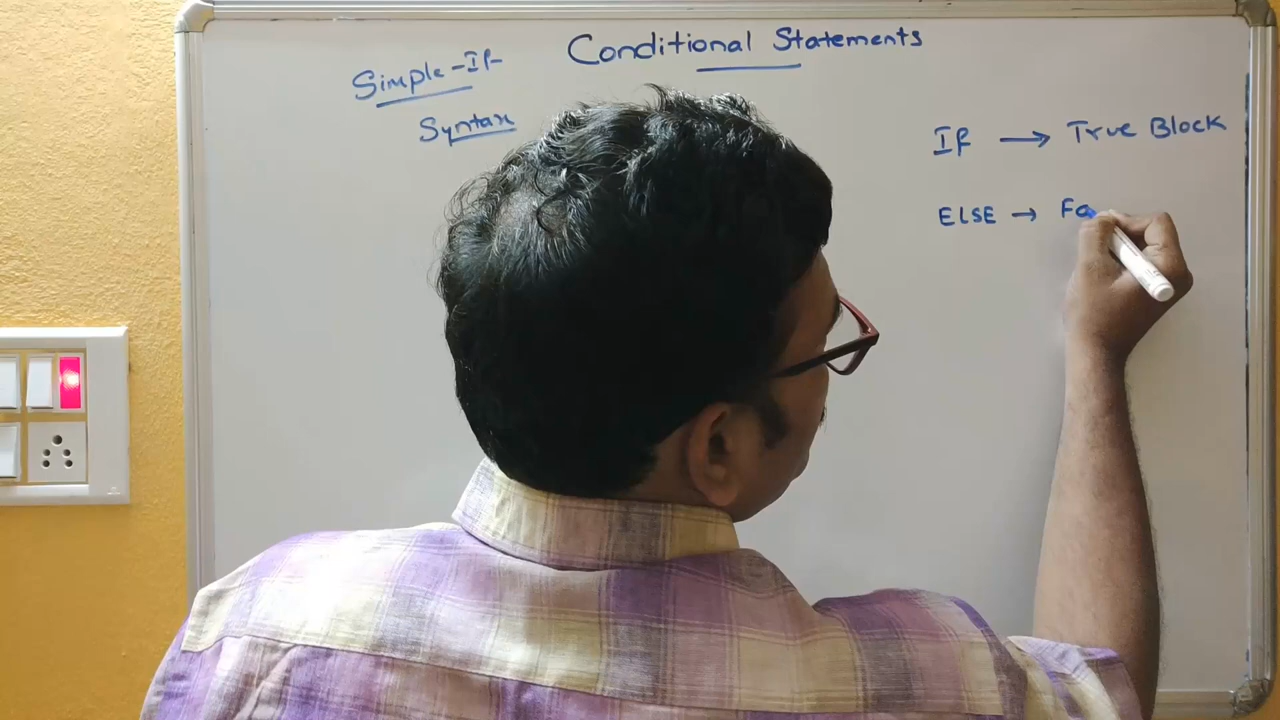 Conditional Statements
Simple-If
Syntax
If → True Block
ELSE → Fa